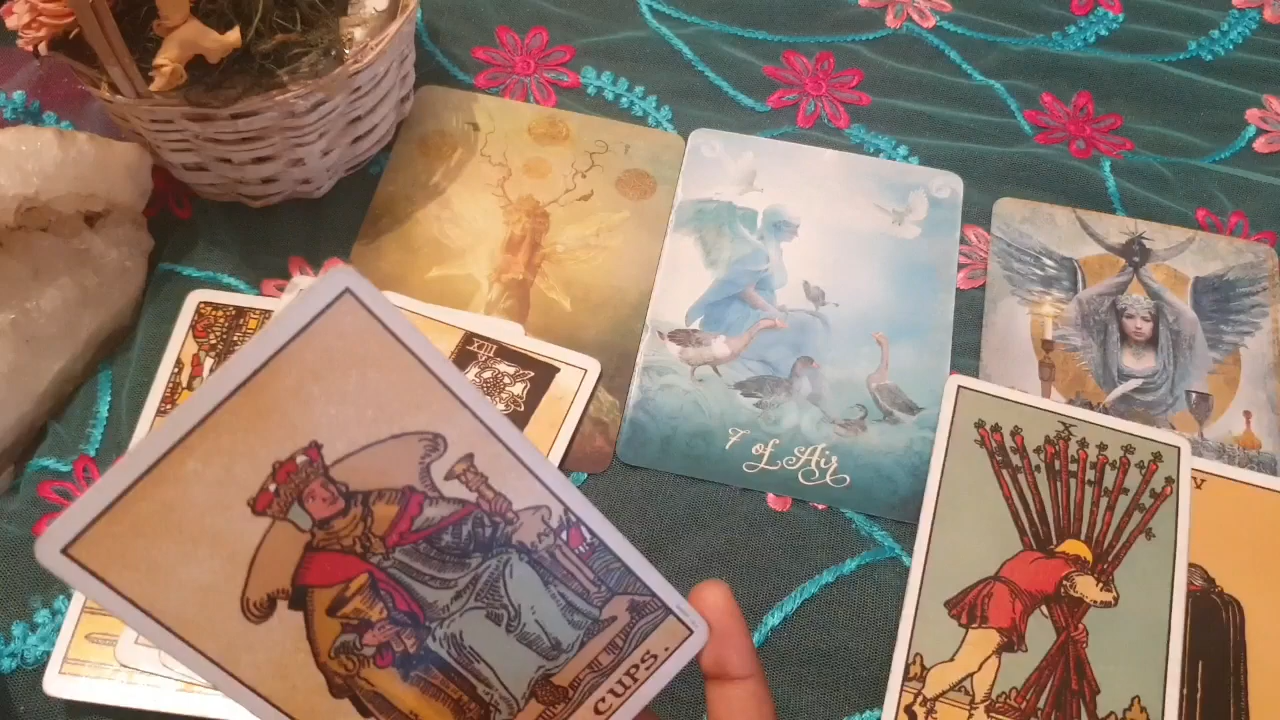 XIII
7 of Air
X
V
CUPS.